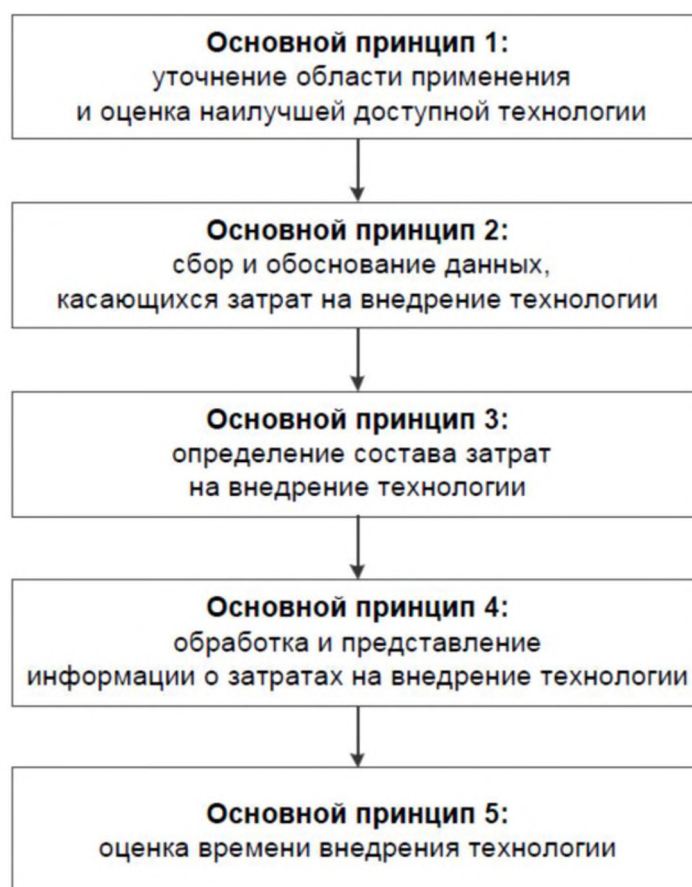 Основной принцип 1:
уточнение области применения
и оценка наилучшей доступной технологии
Основной принцип 2:
сбор и обоснование данных,
касающихся затрат на внедрение технологии
Основной принцип 3:
определение состава затрат
на внедрение технологии
Основной принцип 4:
обработка и представление
информации о затратах на внедрение технологии
Основной принцип 5:
оценка времени внедрения технологии